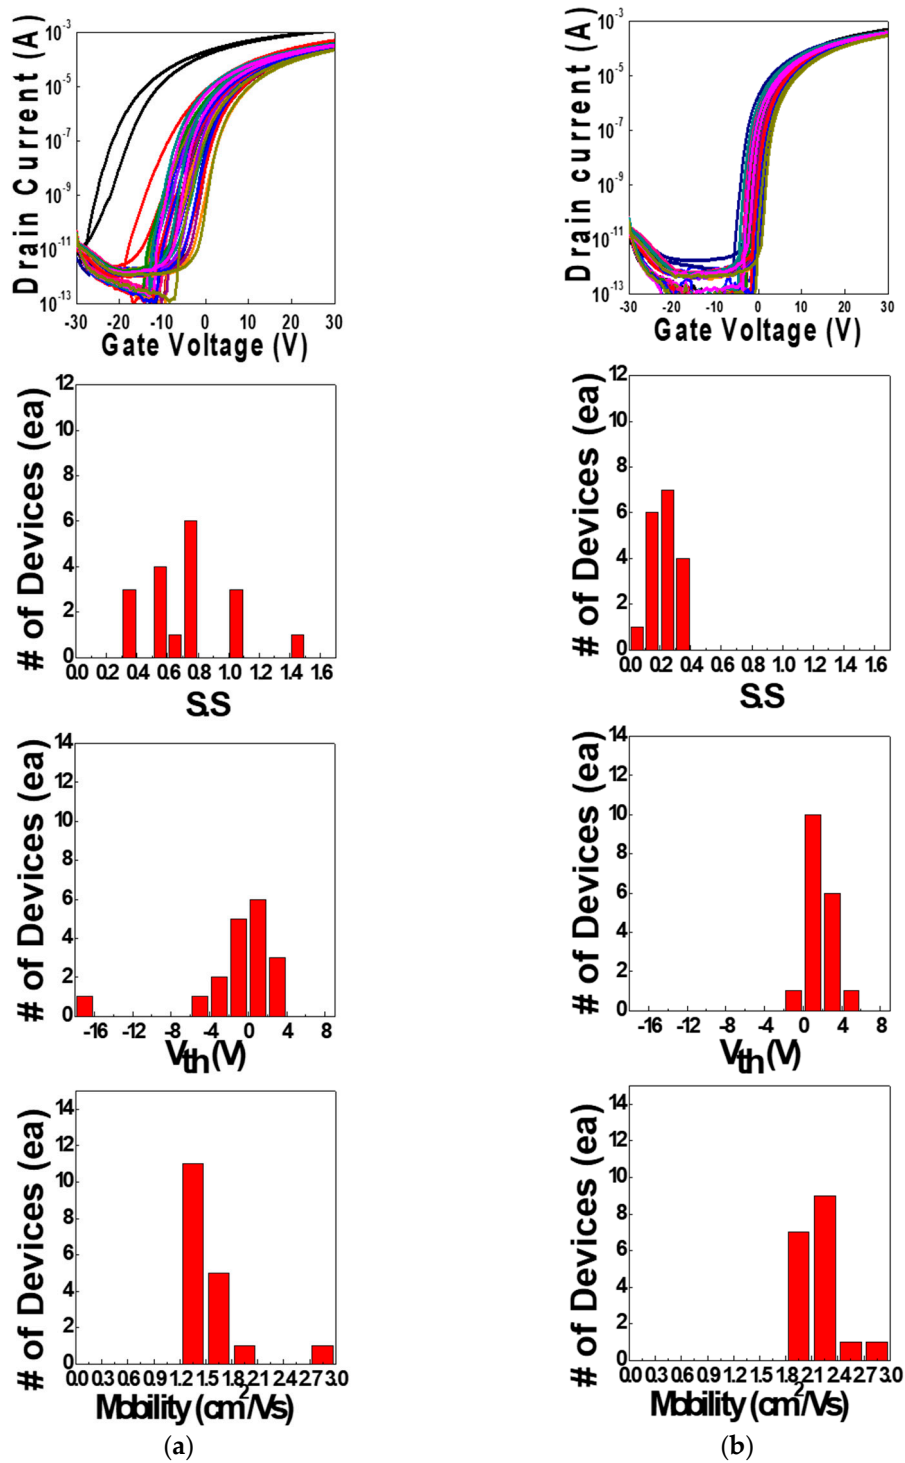 Drain Current (A)
10⁻³
10⁻⁵
10⁻⁷
10⁻⁹
10⁻¹¹
10⁻¹³
-30 -20 -10 0 10 20 30
Gate Voltage (V)
Drain current (A)
10⁻³
10⁻⁵
10⁻⁷
10⁻⁹
10⁻¹¹
10⁻¹³
-30 -20 -10 0 10 20 30
Gate Voltage (V)
# of Devices (ea)
12
10
8
6
4
2
0
0.0 0.2 0.4 0.6 0.8 1.0 1.2 1.4 1.6
S.S
# of Devices (ea)
12
10
8
6
4
2
0
0.0 0.2 0.4 0.6 0.8 1.0 1.2 1.4 1.6
S.S
# of Devices (ea)
14
12
10
8
6
4
2
0
-16 -12 -8 -4 0 4 8
Vth (V)
# of Devices (ea)
14
12
10
8
6
4
2
0
-16 -12 -8 -4 0 4 8
Vth (V)
# of Devices (ea)
14
12
10
8
6
4
2
0
0.0 0.3 0.6 0.9 1.2 1.5 1.8 2.1 2.4 2.7 3.0
Mobility (cm²/Vs)
# of Devices (ea)
14
12
10
8
6
4
2
0
0.0 0.3 0.6 0.9 1.2 1.5 1.8 2.1 2.4 2.7 3.0
Mobility (cm²/Vs)
(a)
(b)